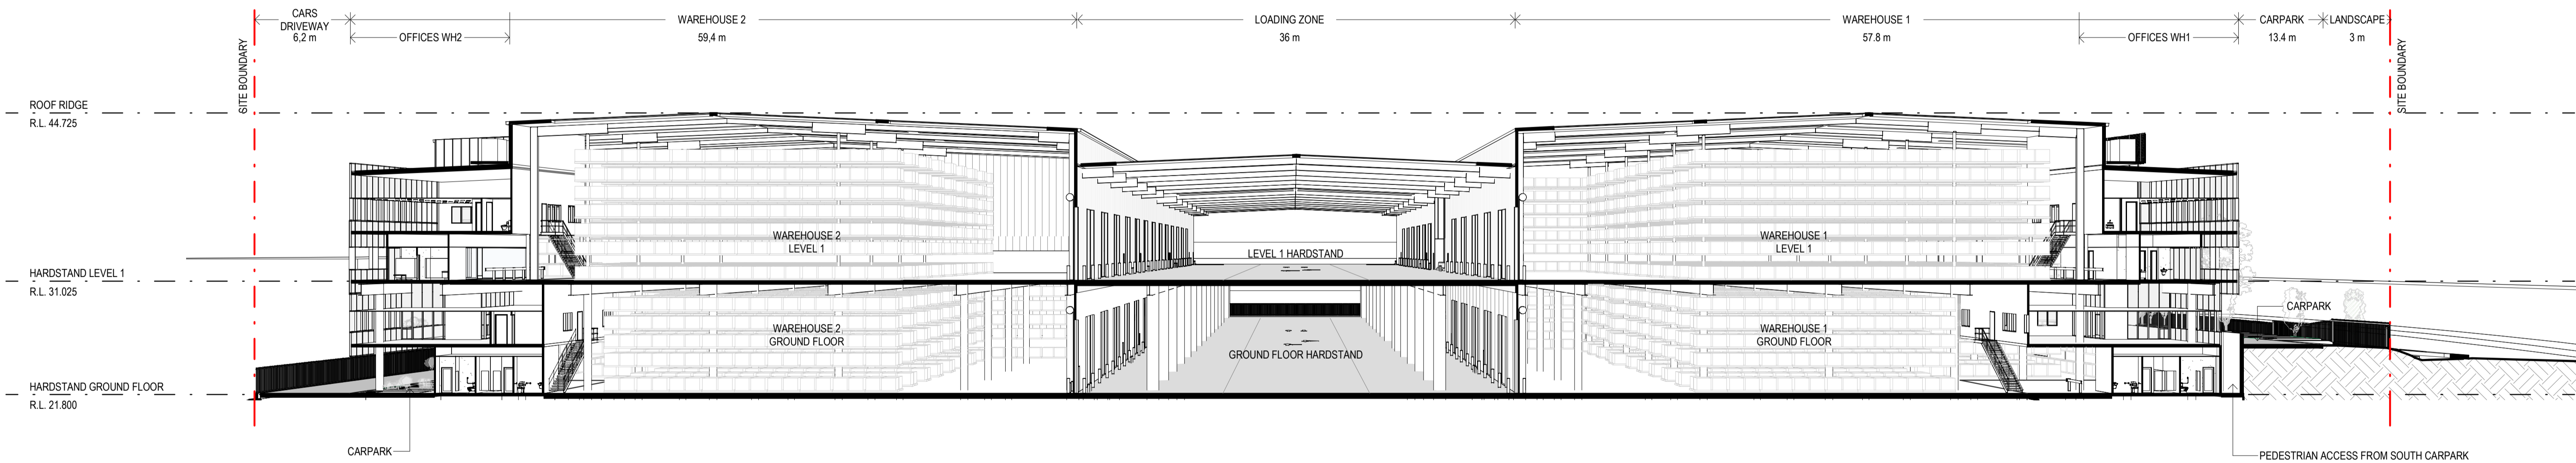 CARS
DRIVEWAY
6,2 m
WAREHOUSE 2
59,4 m
OFFICES WH2
LOADING ZONE
36 m
WAREHOUSE 1
57.8 m
OFFICES WH1
CARPARK
13.4 m
LANDSCAPE
3 m
SITE BOUNDARY
SITE BOUNDARY
ROOF RIDGE
R.L. 44.725
WAREHOUSE 2
LEVEL 1
LEVEL 1 HARDSTAND
WAREHOUSE 1
LEVEL 1
HARDSTAND LEVEL 1
R.L. 31.025
CARPARK
WAREHOUSE 2
GROUND FLOOR
GROUND FLOOR HARDSTAND
WAREHOUSE 1
GROUND FLOOR
HARDSTAND GROUND FLOOR
R.L. 21.800
CARPARK
PEDESTRIAN ACCESS FROM SOUTH CARPARK